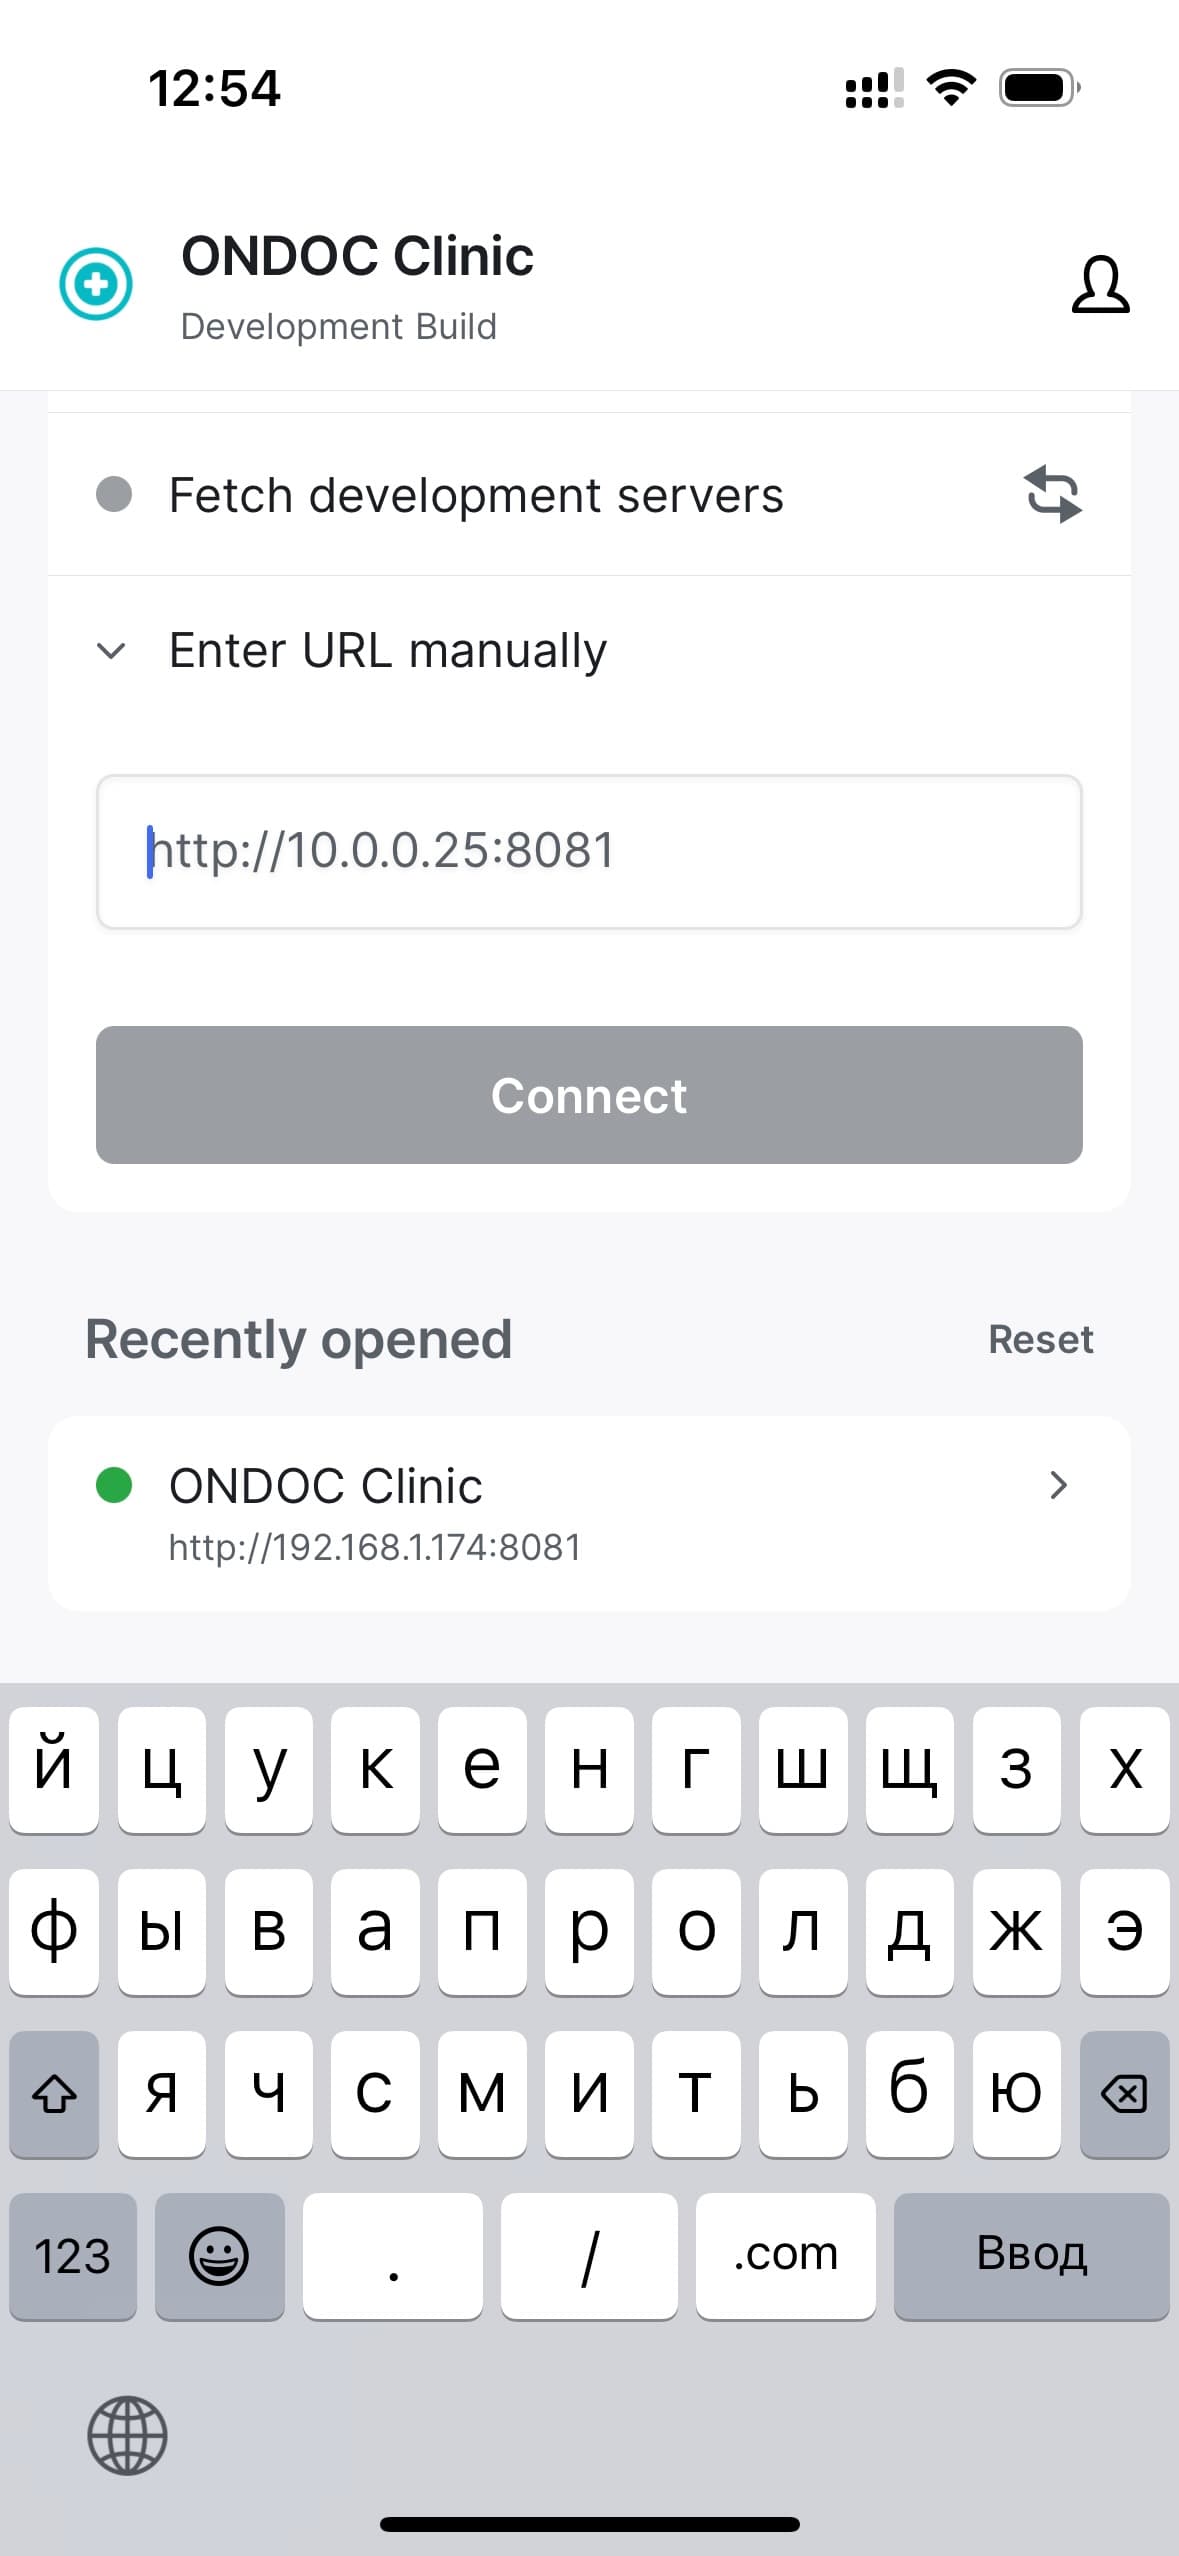 12:54
ONDOC Clinic
Development Build
Fetch development servers
Enter URL manually
http://10.0.0.25:8081
Connect
Recently opened
Reset
ONDOC Clinic
http://192.168.1.174:8081
й ц у к е н г ш щ з х
ф ы в а п р о л д ж э
я ч с м и т ь б ю
123 . / .com Ввод